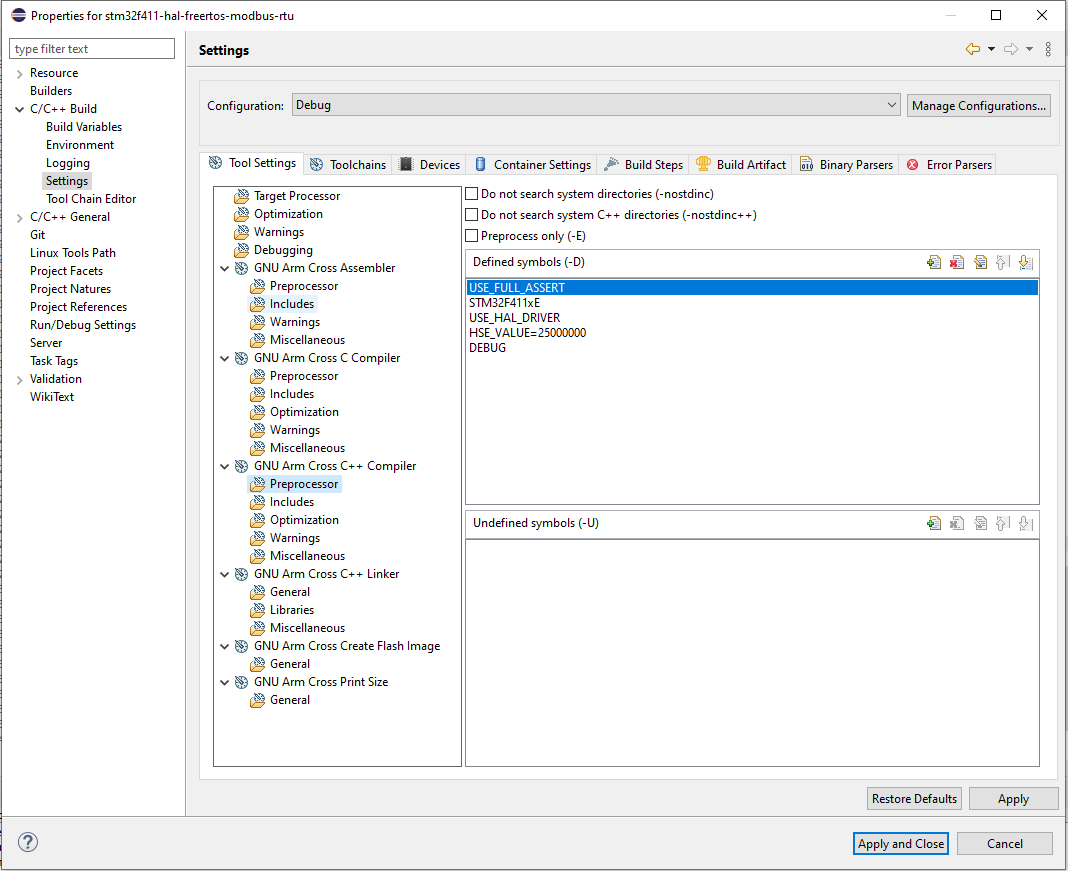 Properties for stm32f411-hal-freertos-modbus-rtu
type filter text
Resource
Builders
C/C++ Build
Build Variables
Environment
Logging
Settings
Tool Chain Editor
C/C++ General
Git
Linux Tools Path
Project Facets
Project Natures
Project References
Run/Debug Settings
Server
Task Tags
Validation
WikiText
Settings
Configuration:
Debug
Manage Configurations...
Tool Settings
Toolchains
Devices
Container Settings
Build Steps
Build Artifact
Binary Parsers
Error Parsers
Target Processor
Optimization
Warnings
Debugging
GNU Arm Cross Assembler
Preprocessor
Includes
Warnings
Miscellaneous
GNU Arm Cross C Compiler
Preprocessor
Includes
Optimization
Warnings
Miscellaneous
GNU Arm Cross C++ Compiler
Preprocessor
Includes
Optimization
Warnings
Miscellaneous
GNU Arm Cross C++ Linker
General
Libraries
Miscellaneous
GNU Arm Cross Create Flash Image
General
GNU Arm Cross Print Size
General
Do not search system directories (-nostdinc)
Do not search system C++ directories (-nostdinc++)
Preprocess only (-E)
Defined symbols (-D)
USE_FULL_ASSERT
STM32F411xE
USE_HAL_DRIVER
HSE_VALUE=25000000
DEBUG
Undefined symbols (-U)
Restore Defaults
Apply
?
Apply and Close
Cancel